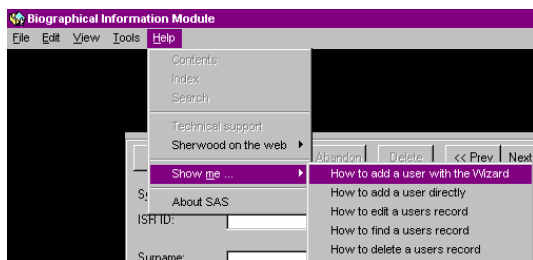 Biographical Information Module
File Edit View Tools Help
Contents
Index
Search
Technical support
Sherwood on the web
Abandon Delete << Prev Next
Show me ... How to add a user with the Wizard
How to add a user directly
About SAS
ISR ID: How to edit a users record
How to find a users record
Surname: How to delete a users record